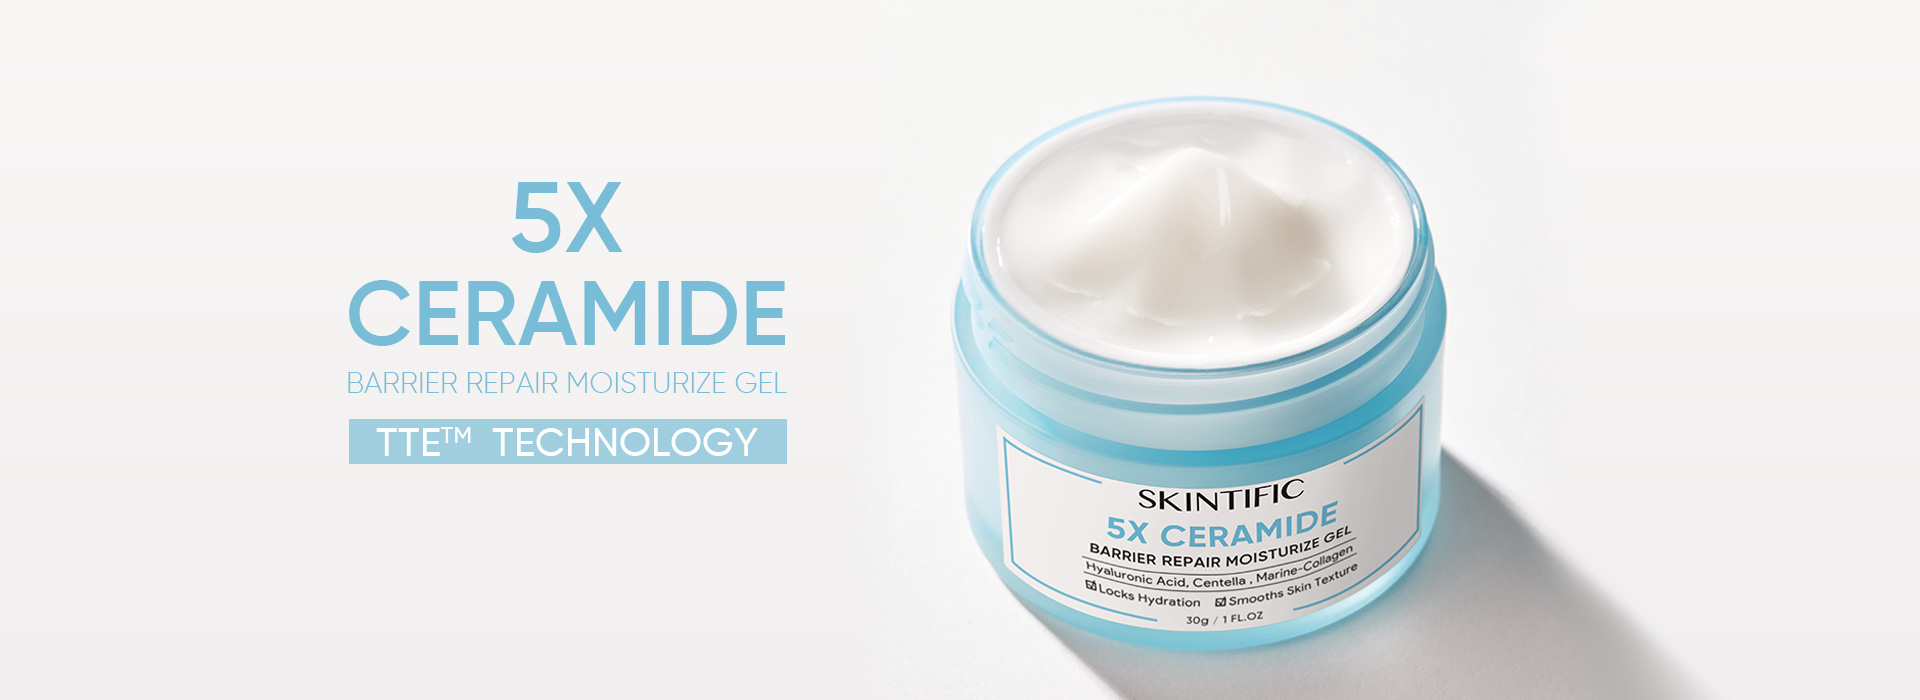 5X
CERAMIDE
BARRIER REPAIR MOISTURIZE GEL
TTE™ TECHNOLOGY
SKINTIFIC
5X CERAMIDE
BARRIER REPAIR MOISTURIZE GEL
Hyaluronic Acid, Centella , Marine-Collagen
☑Locks Hydration ☑Smooths Skin Texture
30g / 1 FL.OZ